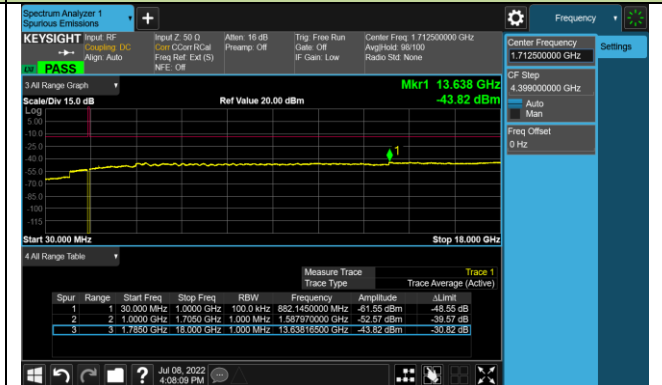 Spectrum Analyzer 1
Spurious Emissions
Frequency
KEYSIGHT Input: RF Input Z: 50 Ω Atten: 16 dB Trig: Free Run Center Freq: 1.712500000 GHz
Coupling: DC Corr CCorr RCal Preamp: Off Gate: Off Avg|Hold: 98/100
Align: Auto Freq Ref: Ext (S) IF Gain: Low Radio Std: None
NFE: Off
PASS
Center Frequency
1.712500000 GHz
Settings
CF Step
4.399000000 GHz
Auto
Man
Freq Offset
0 Hz
3 All Range Graph
Mkr1 13.638 GHz
Scale/Div 15.0 dB Ref Value 20.00 dBm -43.82 dBm
Log
5.00
-10.0
-25.0
-40.0
-55.0
-70.0
-85.0
-100
-115
1
Start 30.000 MHz Stop 18.000 GHz
4 All Range Table
Measure Trace Trace 1
Trace Type Trace Average (Active)
Spur Range Start Freq Stop Freq RBW Frequency Amplitude ΔLimit
1 1 30.000 MHz 1.0000 GHz 100.0 kHz 882.1450000 MHz -61.55 dBm -48.55 dB
2 2 1.0000 GHz 1.7050 GHz 1.000 MHz 1.587970000 GHz -52.57 dBm -39.57 dB
3 3 1.7850 GHz 18.000 GHz 1.000 MHz 13.63816500 GHz -43.82 dBm -30.82 dB
Jul 08, 2022
4:08:09 PM